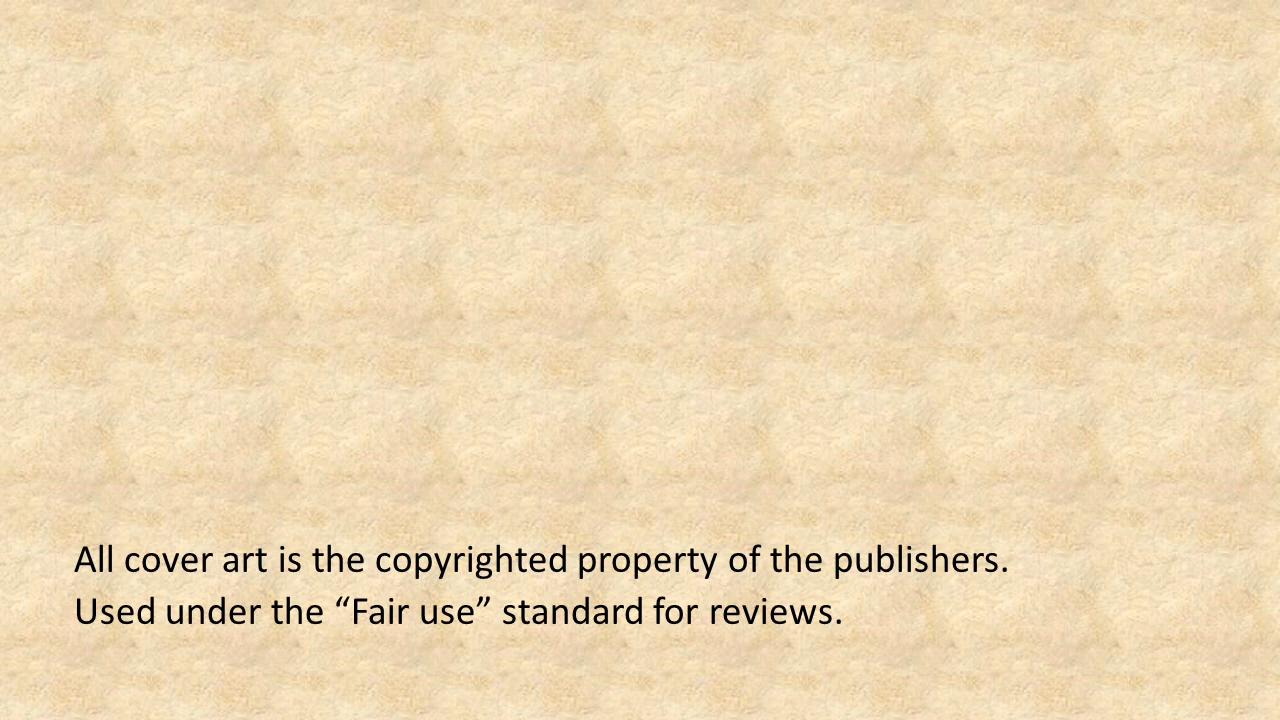 All cover art is the copyrighted property of the publishers.
Used under the “Fair use” standard for reviews.